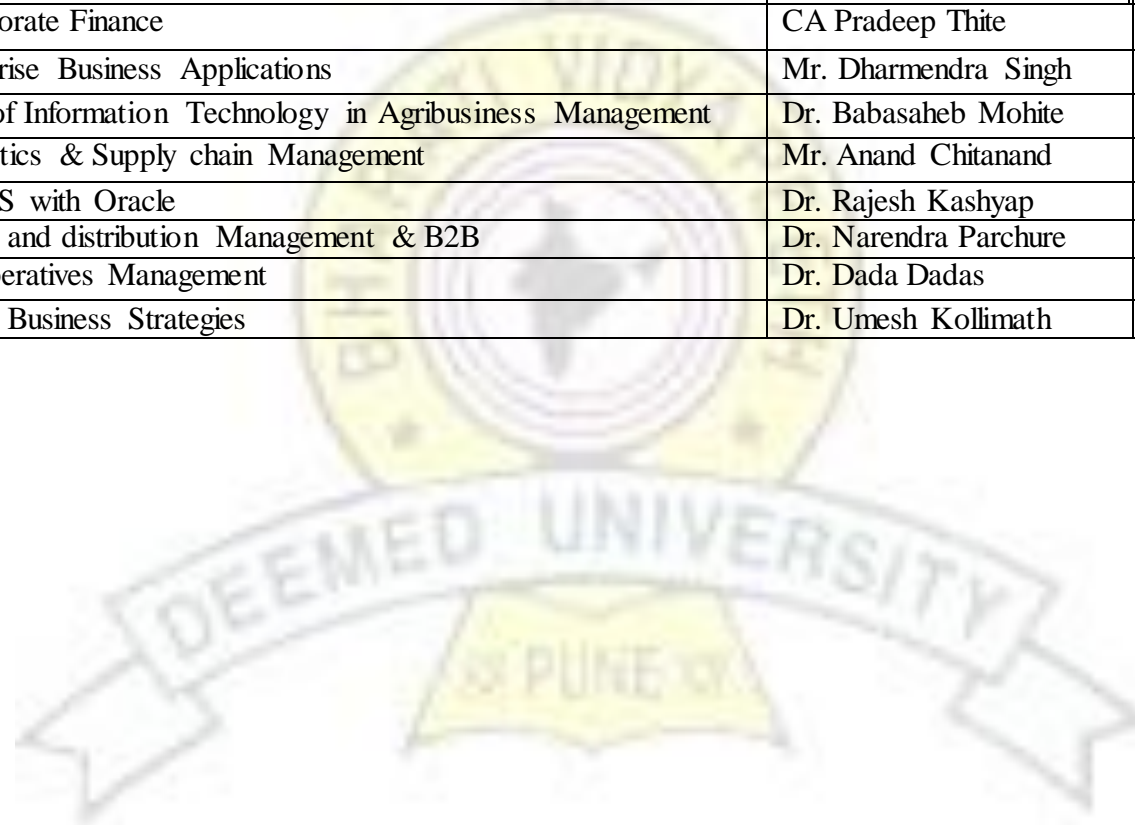 orate Finance CA Pradeep Thite
rise Business Applications Mr. Dharmendra Singh
of Information Technology in Agribusiness Management Dr. Babasaheb Mohite
tics & Supply chain Management Mr. Anand Chitanand
S with Oracle Dr. Rajesh Kashyap
and distribution Management & B2B Dr. Narendra Parchure
eratives Management Dr. Dada Dadas
Business Strategies Dr. Umesh Kollimath
DEEMED UNIVERSITY
PUNE